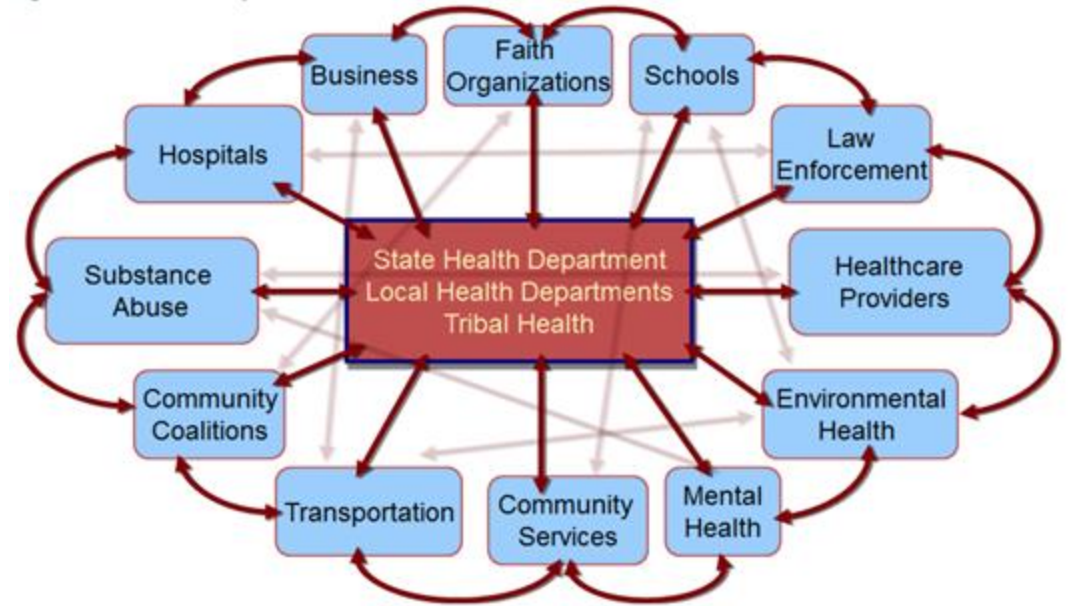 Business
Faith
Organizations
Schools
Hospitals
Law
Enforcement
State Health Department
Local Health Departments
Tribal Health
Substance
Abuse
Healthcare
Providers
Community
Coalitions
Environmental
Health
Transportation
Community
Services
Mental
Health